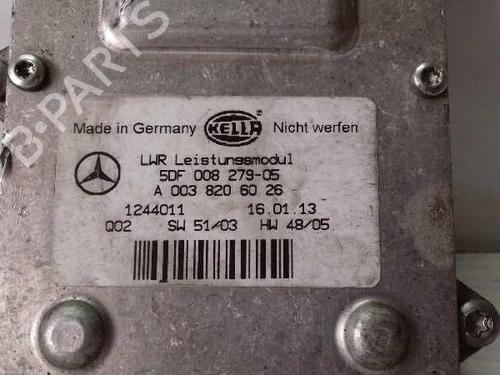 B-PARTS
Made in Germany HELLA Nicht werfen
LWR Leistungsmodul
5DF 008 279-05
A 003 820 60 26
1244011 16.01.13
Q02 SW 51/03 HW 48/05